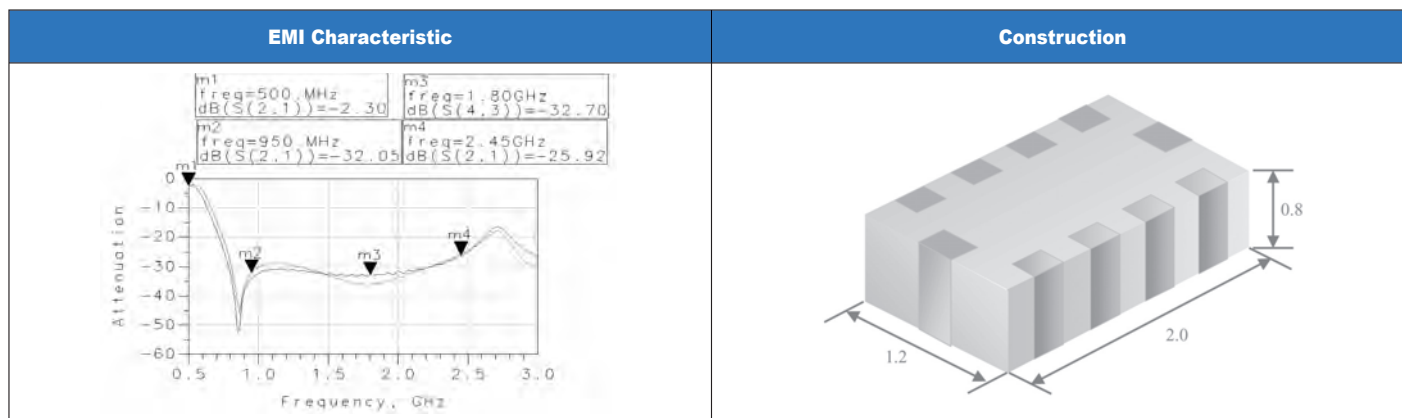 EMI Characteristic
Construction
m1
freq=500.MHz
dB(S(2,1))=-2.30
m3
freq=1.80GHz
dB(S(4,3))=-32.70
m2
freq=950.MHz
dB(S(2,1))=-32.05
m4
freq=2.45GHz
dB(S(2,1))=-25.92
m1
m2
m3
m4
0
-10
-20
-30
-40
-50
-60
Attenuation
0.5 1.0 1.5 2.0 2.5 3.0
Frequency, GHz
0.8
2.0
1.2